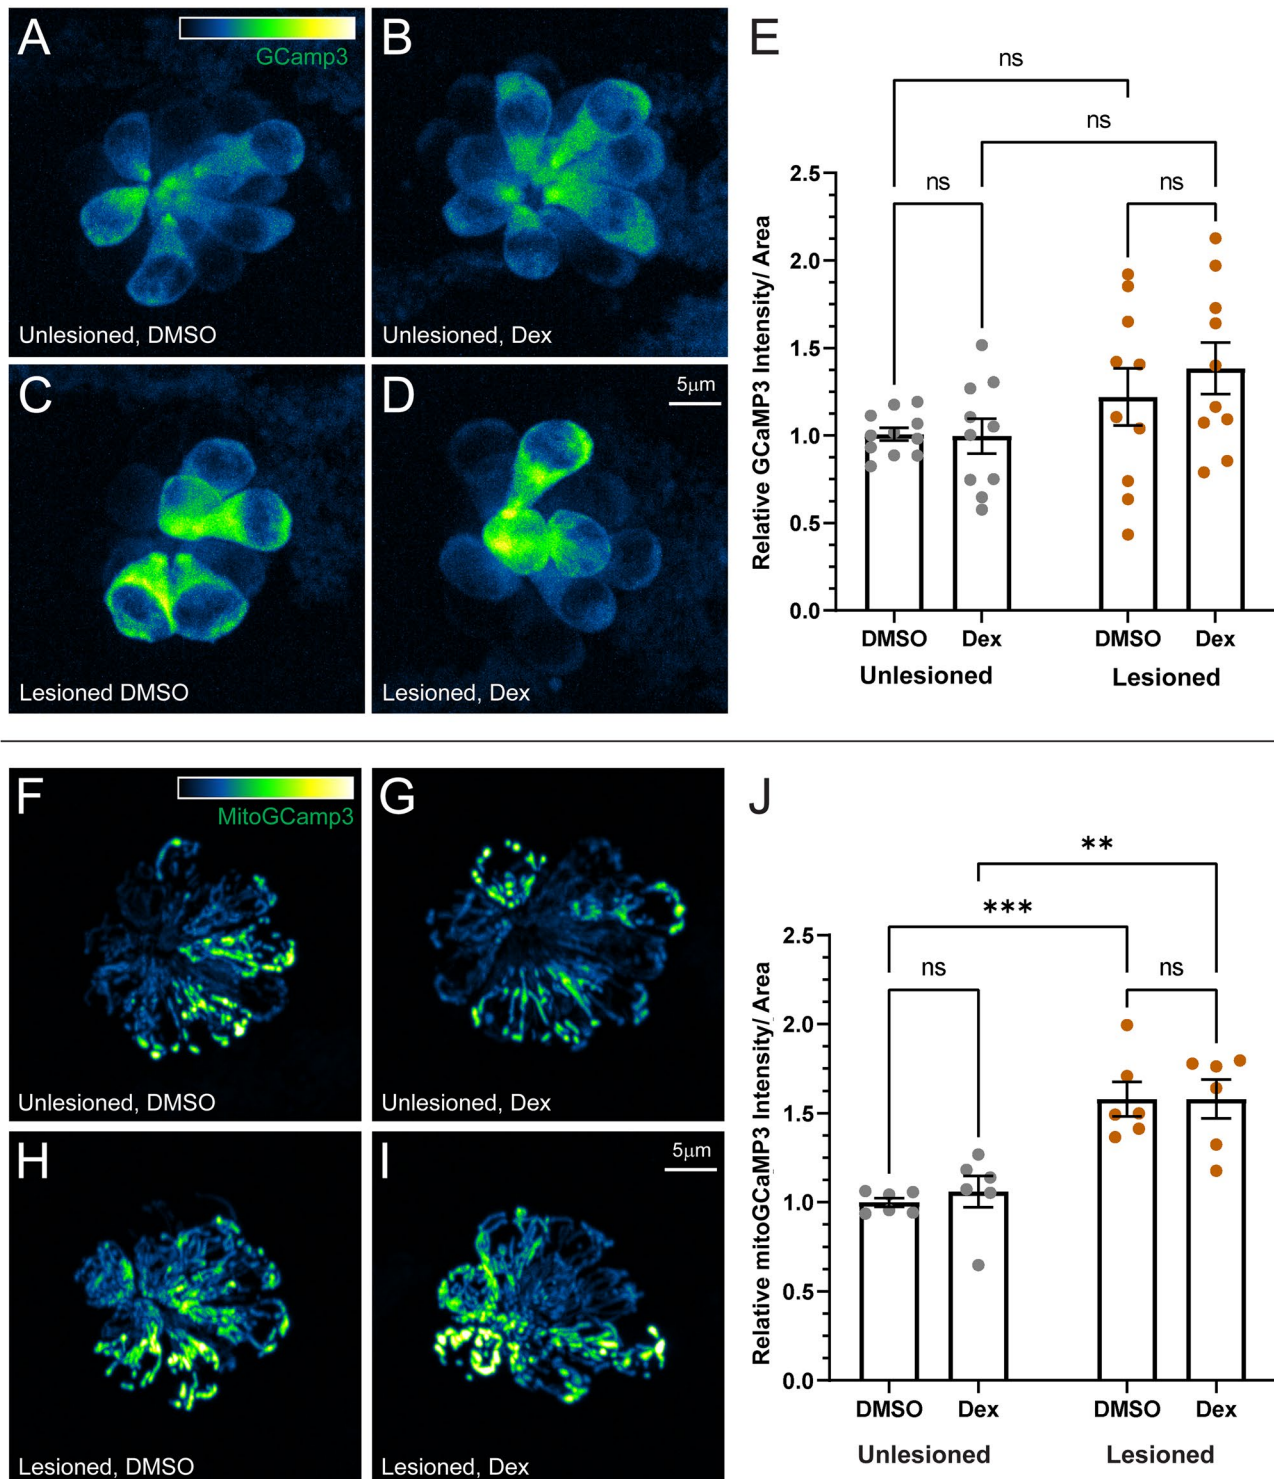 A
GCamp3
Unlesioned, DMSO
B
Unlesioned, Dex
C
Lesioned DMSO
D
5μm
Lesioned, Dex
E
ns
ns
ns
ns
Relative GCaMP3 Intensity/ Area
2.5
2.0
1.5
1.0
0.5
0.0
DMSO Dex DMSO Dex
Unlesioned Lesioned
F
MitoGCamp3
Unlesioned, DMSO
G
Unlesioned, Dex
H
Lesioned, DMSO
I
5μm
Lesioned, Dex
J
**
***
ns
ns
Relative mitoGCaMP3 Intensity/ Area
2.5
2.0
1.5
1.0
0.5
0.0
DMSO Dex DMSO Dex
Unlesioned Lesioned